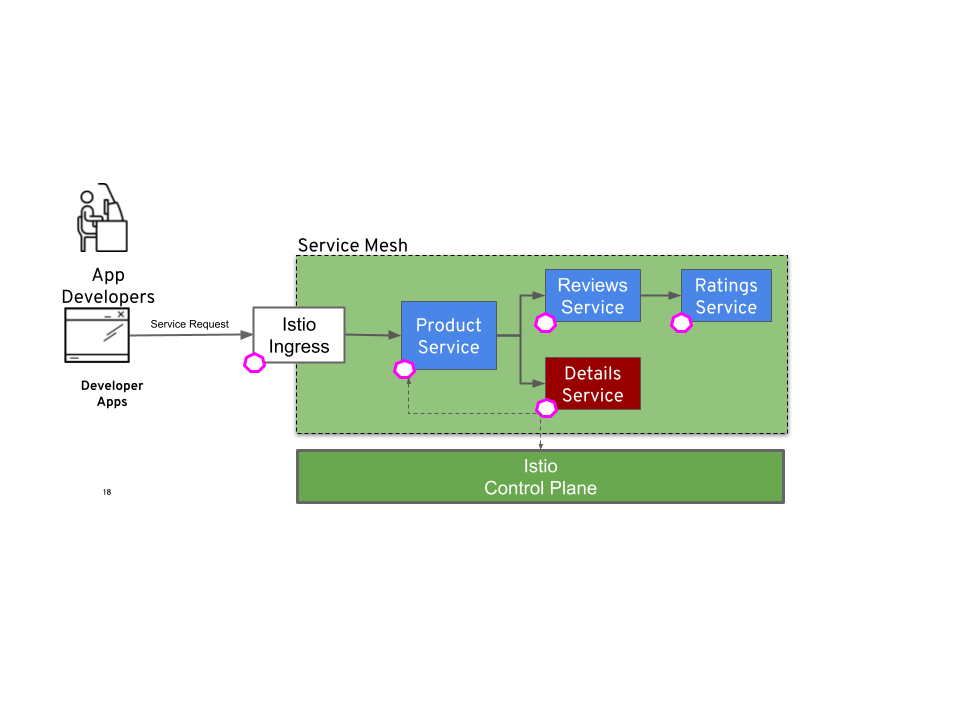 Service Mesh
App
Developers
Service Request
Developer
Apps
Istio
Ingress
Product
Service
Reviews
Service
Ratings
Service
Details
Service
Istio
Control Plane
18